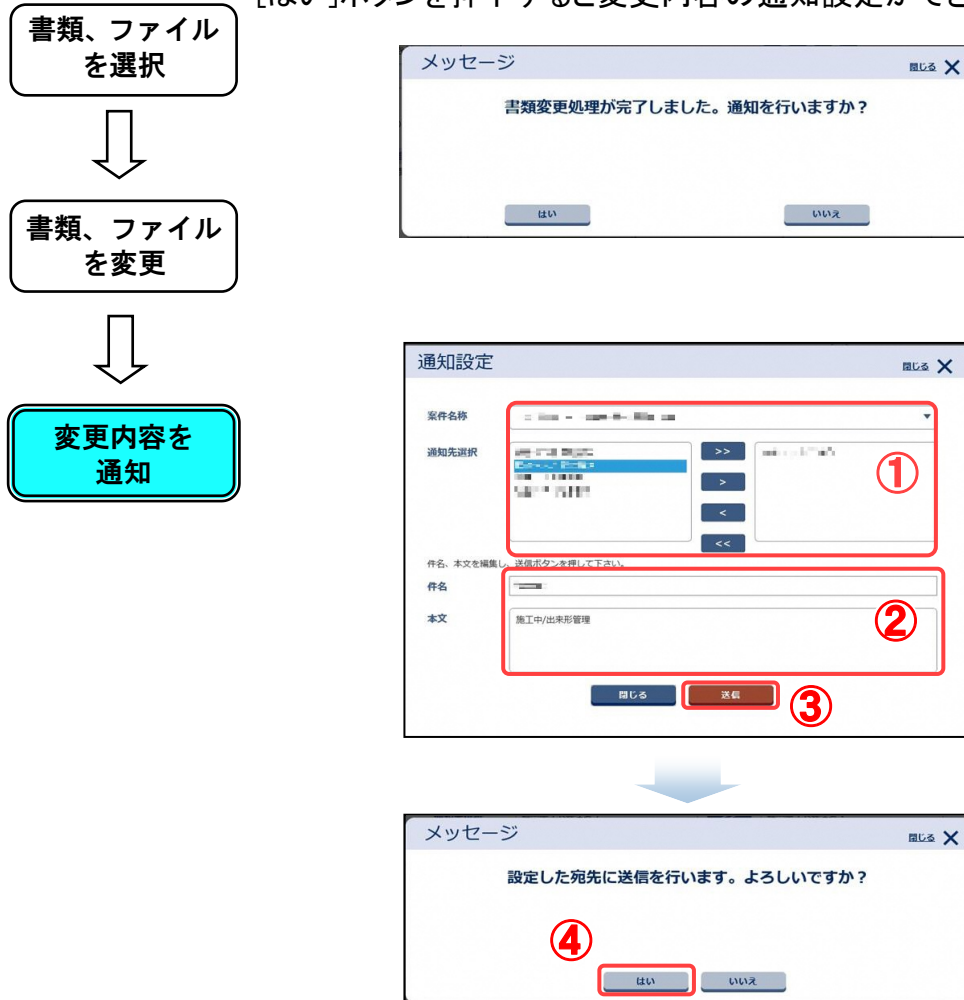 [はい]ボタンを押下すると変更内容の通知設定ができ
書類、ファイル
を選択
書類、ファイル
を変更
変更内容を
通知
メッセージ
閉じる
書類変更処理が完了しました。通知を行いますか？
はい
いいえ
通知設定
閉じる
案件名称
通知先選択
>>
>
<
<<
①
件名、本文を編集し、送信ボタンを押して下さい。
件名
本文
施工中/出来形管理
②
閉じる
送信
③
メッセージ
閉じる
設定した宛先に送信を行います。よろしいですか？
④
はい
いいえ